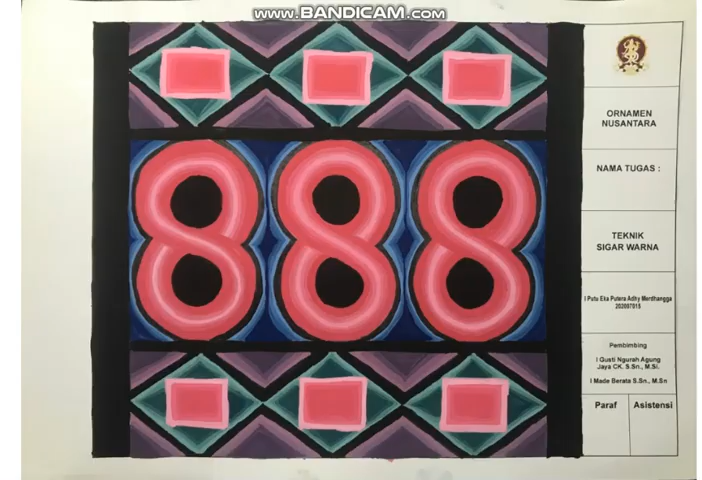 www.BANDICAM.com
888
ORNAMEN
NUSANTARA
NAMA TUGAS :
TEKNIK
SIGAR WARNA
I Putu Eka Putera Adhy Merdhangga
202007015
Pembimbing
I Gusti Ngurah Agung
Jaya CK. S.Sn., M.Si.
I Made Berata S.Sn., M.Sn
Paraf Asistensi